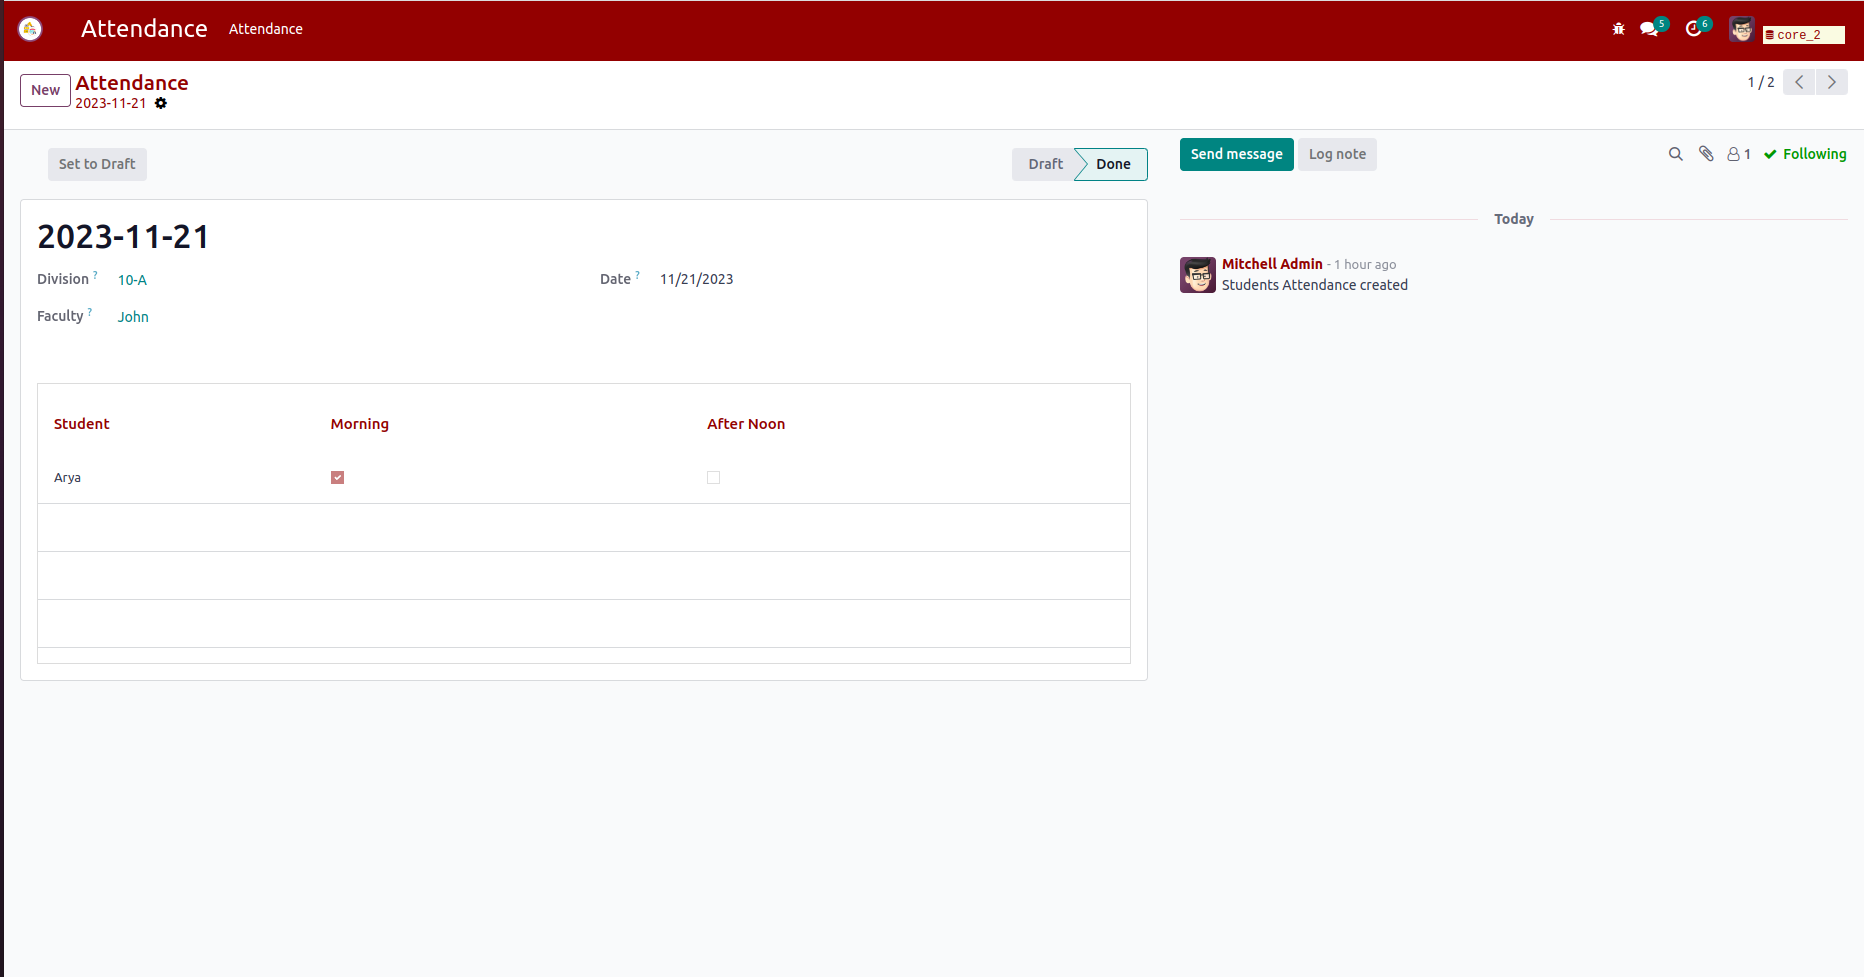 Attendance Attendance 5 6 core_2
New Attendance 1 / 2
2023-11-21
Set to Draft Draft Done Send message Log note 1 Following
2023-11-21
Division ? 10-A Date ? 11/21/2023
Faculty ? John
Today
Mitchell Admin - 1 hour ago
Students Attendance created
Student Morning After Noon
Arya